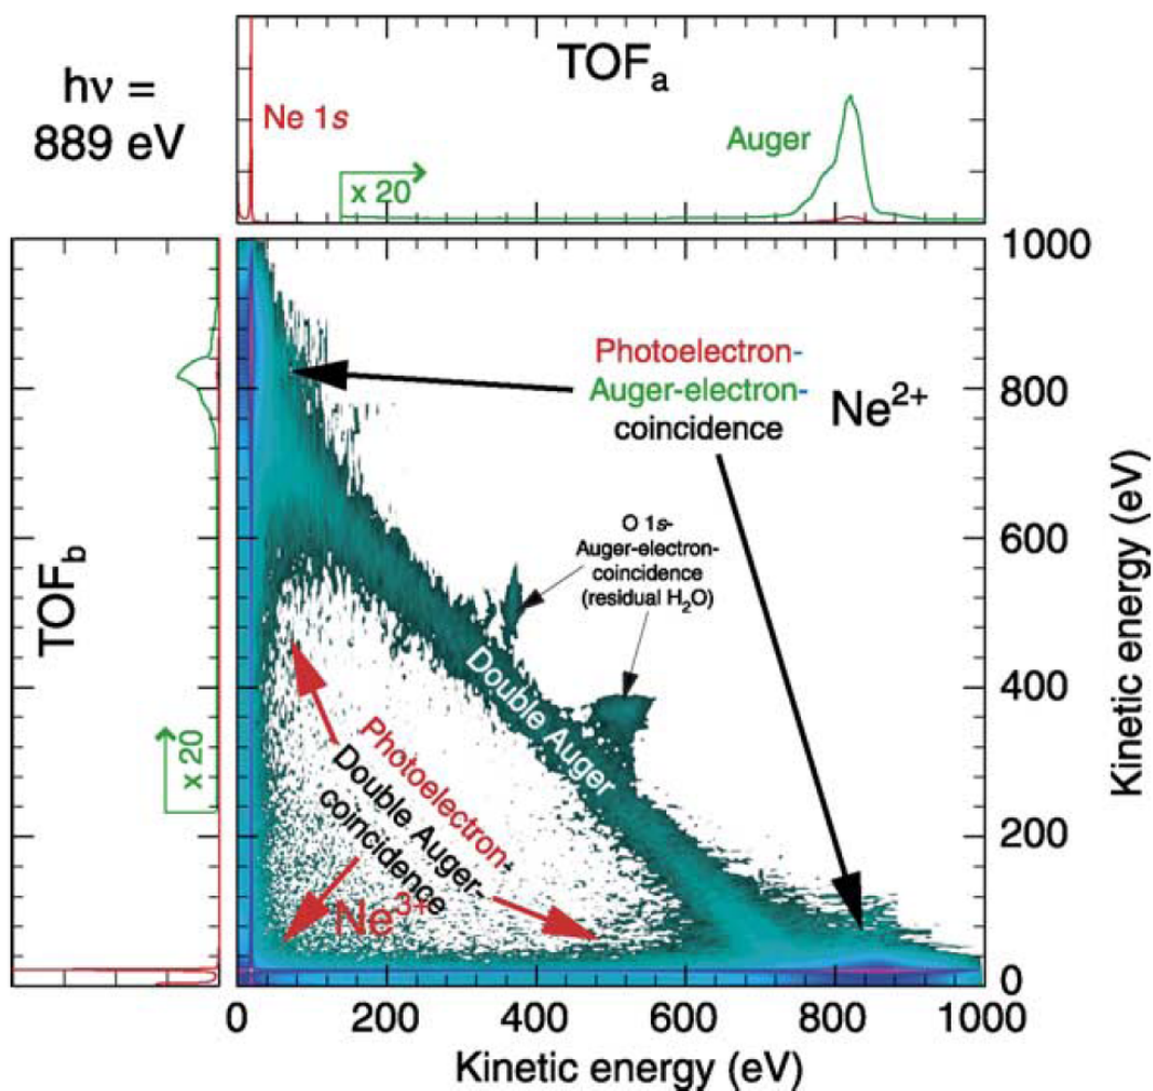 hν =
889 eV
TOFa
Ne 1s
x 20
Auger
1000
800
600
400
200
0
Kinetic energy (eV)
TOFb
x 20
Photoelectron-
Auger-electron-
coincidence
Ne²⁺
O 1s-
Auger-electron-
coincidence
(residual H₂O)
Double Auger
Photoelectron-
Double Auger-
coincidence
Ne³⁺
0 200 400 600 800 1000
Kinetic energy (eV)